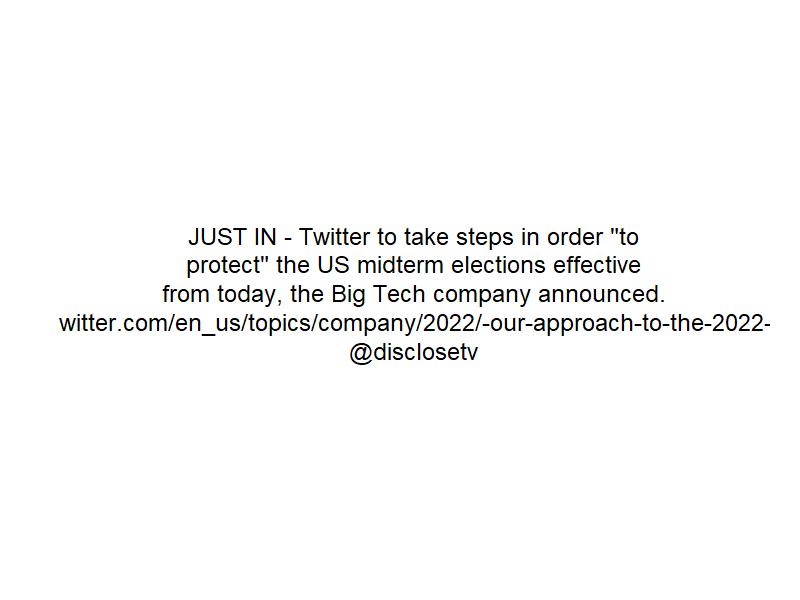 JUST IN - Twitter to take steps in order "to
protect" the US midterm elections effective
from today, the Big Tech company announced.
witter.com/en_us/topics/company/2022/-our-approach-to-the-2022-
@disclosetv